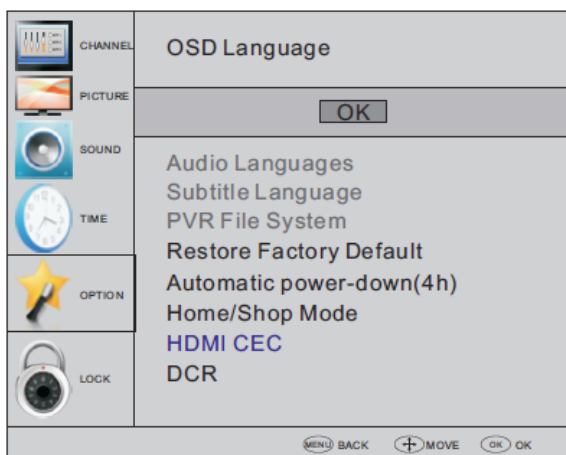 CHANNEL
PICTURE
SOUND
TIME
OPTION
LOCK
OSD Language
OK
Audio Languages
Subtitle Language
PVR File System
Restore Factory Default
Automatic power-down(4h)
Home/Shop Mode
HDMI CEC
DCR
MENU BACK MOVE OK OK